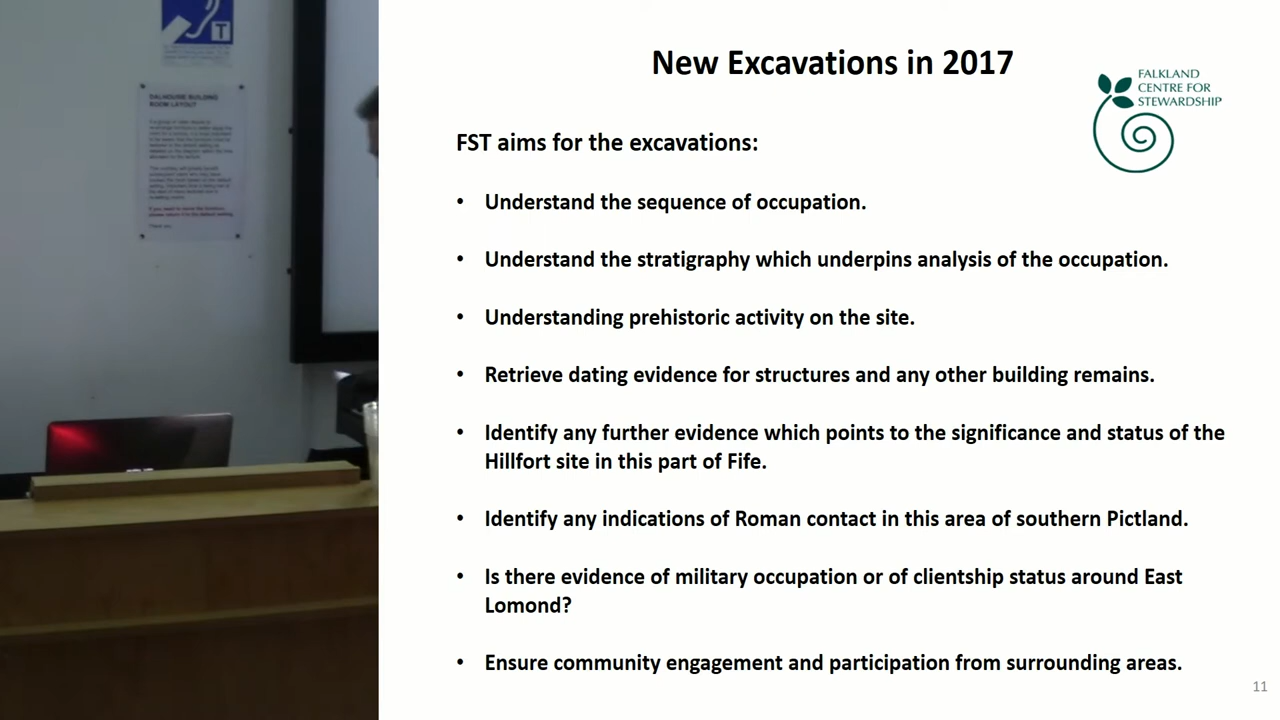 T
DALHOUSIE BUILDING
ROOM LAYOUT
Thank you
New Excavations in 2017
FALKLAND
CENTRE FOR
STEWARDSHIP
FST aims for the excavations:
• Understand the sequence of occupation.
• Understand the stratigraphy which underpins analysis of the occupation.
• Understanding prehistoric activity on the site.
• Retrieve dating evidence for structures and any other building remains.
• Identify any further evidence which points to the significance and status of the
Hillfort site in this part of Fife.
• Identify any indications of Roman contact in this area of southern Pictland.
• Is there evidence of military occupation or of clientship status around East
Lomond?
• Ensure community engagement and participation from surrounding areas.
11